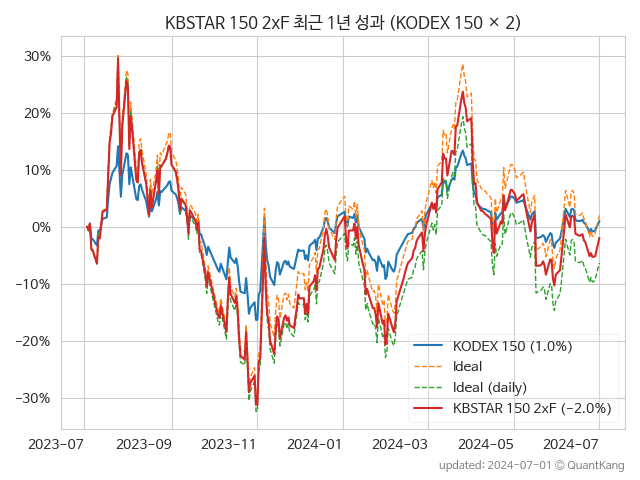 KBSTAR 150 2xF 최근 1년 성과 (KODEX 150 × 2)
30%
20%
10%
0%
−10%
−20%
−30%
KODEX 150 (1.0%)
Ideal
Ideal (daily)
KBSTAR 150 2xF (−2.0%)
2023-07
2023-09
2023-11
2024-01
2024-03
2024-05
2024-07
updated: 2024-07-01 © QuantKang